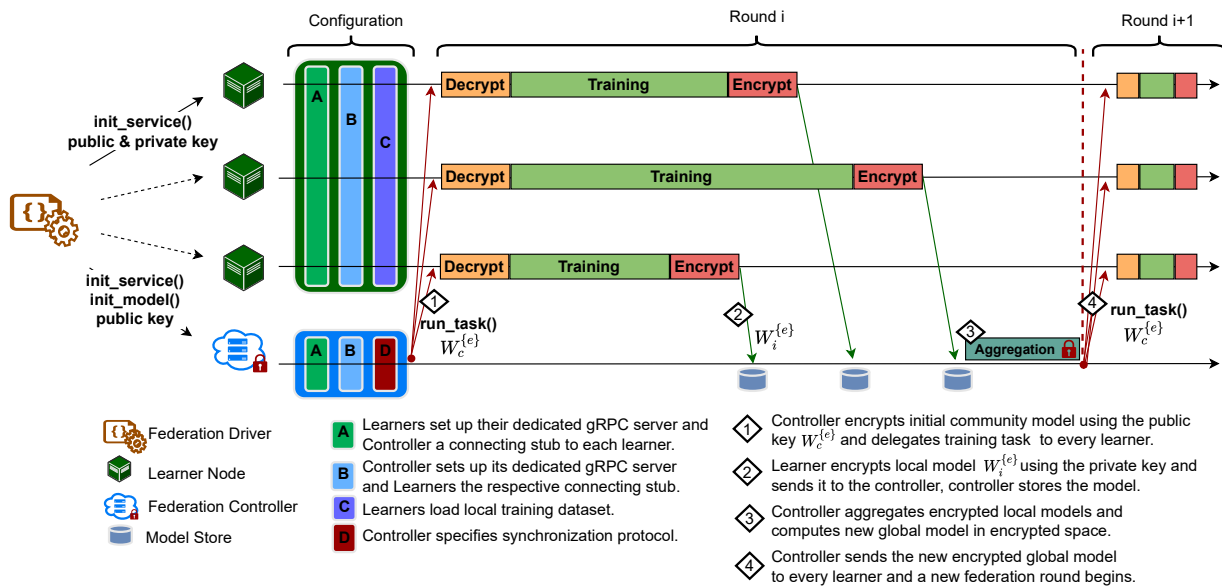 Configuration
Round i
Round i+1
Decrypt
Training
Encrypt
A
B
C
init_service()
public & private key
Decrypt
Training
Encrypt
{}
Decrypt
Training
Encrypt
init_service()
init_model()
public key
1
run_task()
W_c^{e}
2
W_i^{e}
3
Aggregation
4
run_task()
W_c^{e}
A
B
D
Federation Driver
Learner Node
Federation Controller
Model Store
A
Learners set up their dedicated gRPC server and
Controller a connecting stub to each learner.
B
Controller sets up its dedicated gRPC server
and Learners the respective connecting stub.
C
Learners load local training dataset.
D
Controller specifies synchronization protocol.
1
Controller encrypts initial community model using the public
key W_c^{e} and delegates training task to every learner.
2
Learner encrypts local model W_i^{e} using the private key and
sends it to the controller, controller stores the model.
3
Controller aggregates encrypted local models and
computes new global model in encrypted space.
4
Controller sends the new encrypted global model
to every learner and a new federation round begins.